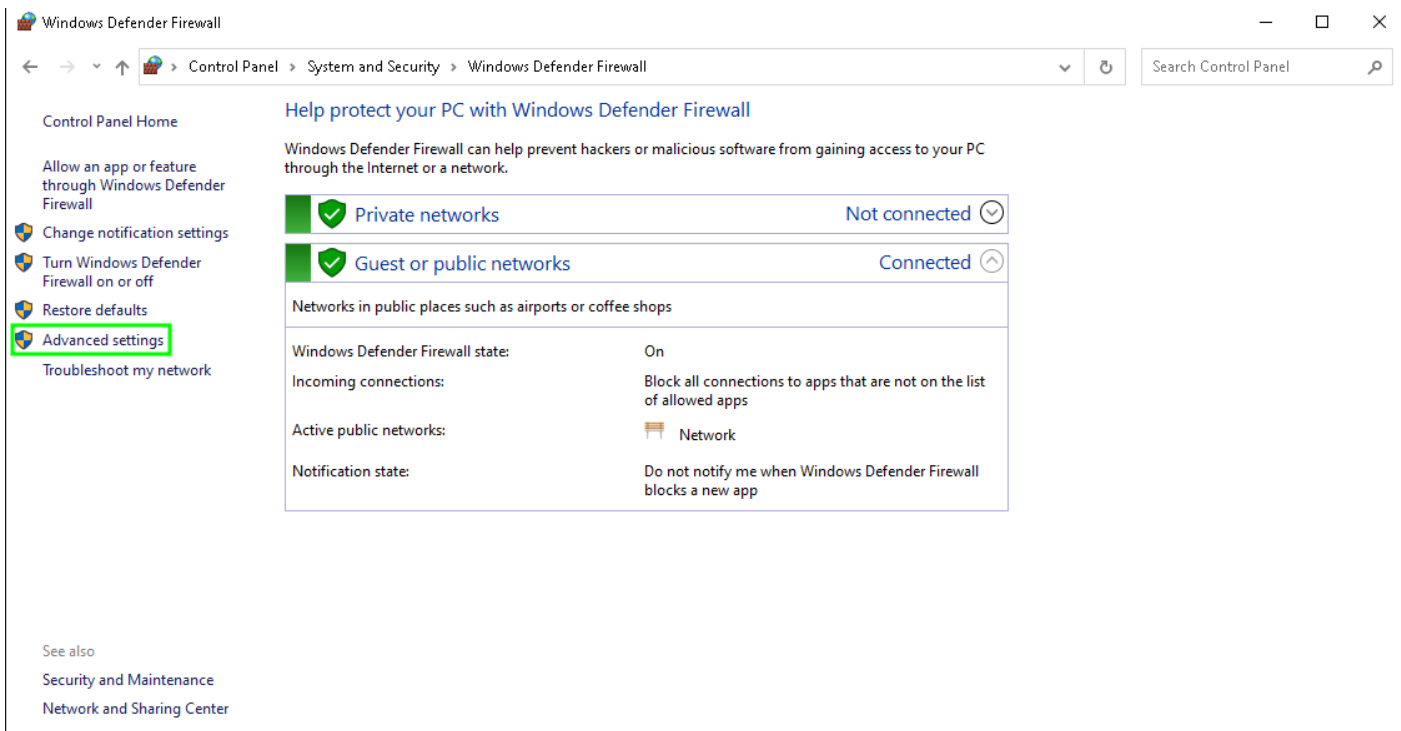 Windows Defender Firewall
Control Panel > System and Security > Windows Defender Firewall
Search Control Panel
Control Panel Home
Allow an app or feature
through Windows Defender
Firewall
Change notification settings
Turn Windows Defender
Firewall on or off
Restore defaults
Advanced settings
Troubleshoot my network
Help protect your PC with Windows Defender Firewall
Windows Defender Firewall can help prevent hackers or malicious software from gaining access to your PC
through the Internet or a network.
Private networks
Not connected
Guest or public networks
Connected
Networks in public places such as airports or coffee shops
Windows Defender Firewall state:
On
Incoming connections:
Block all connections to apps that are not on the list
of allowed apps
Active public networks:
Network
Notification state:
Do not notify me when Windows Defender Firewall
blocks a new app
See also
Security and Maintenance
Network and Sharing Center